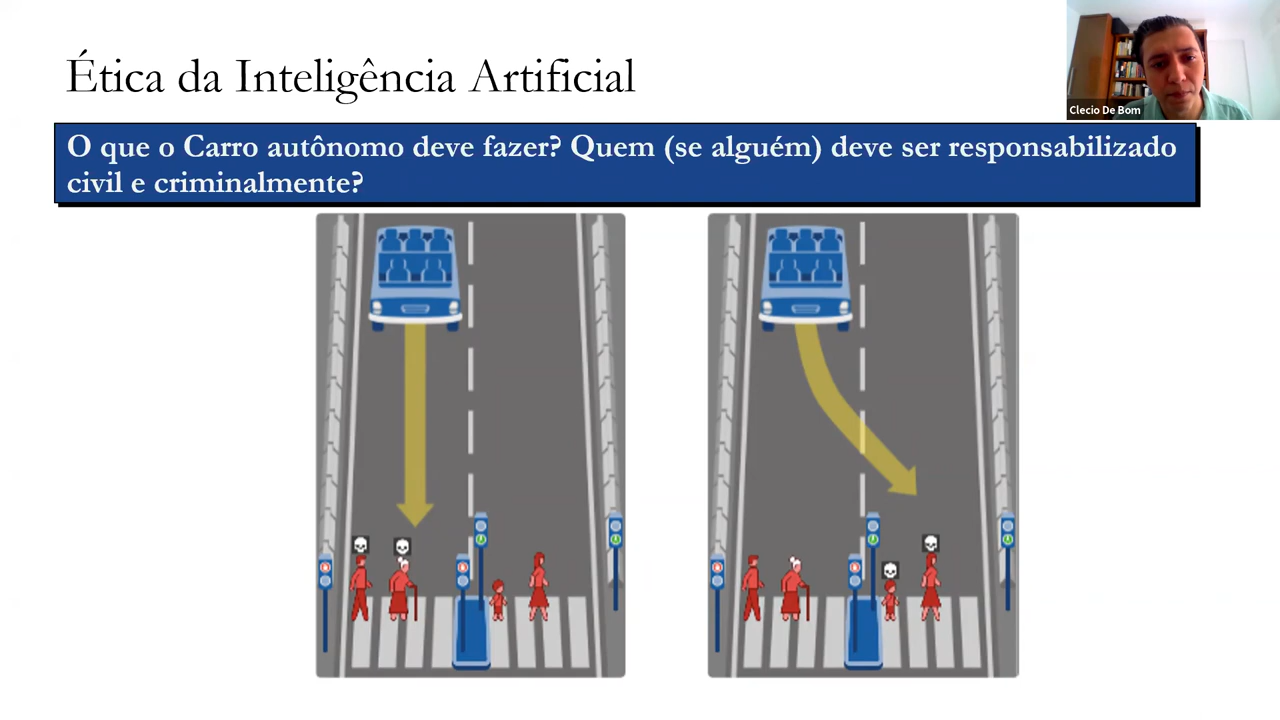 Ética da Inteligência Artificial
Clecio De Bom
O que o Carro autônomo deve fazer? Quem (se alguém) deve ser responsabilizado
civil e criminalmente?